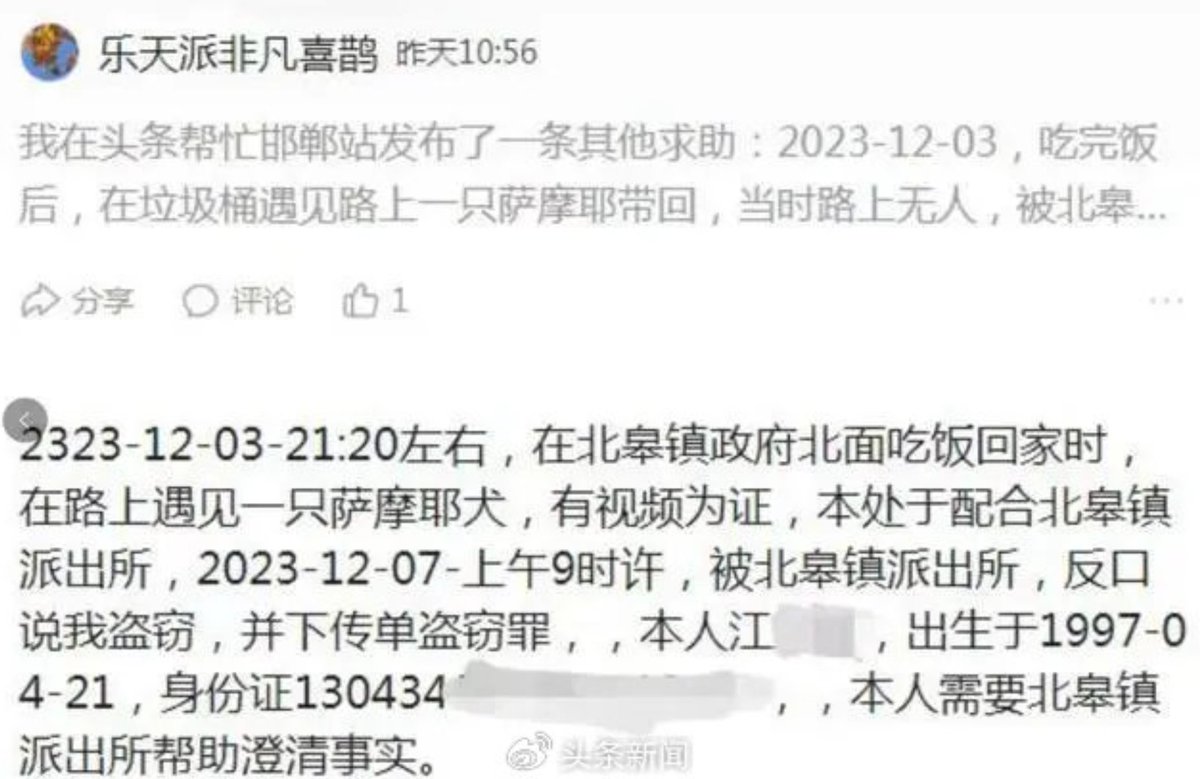 乐天派非凡喜鹊 昨天10:56
我在头条帮忙邯郸站发布了一条其他求助：2023-12-03，吃完饭
后，在垃圾桶遇见路上一只萨摩耶带回，当时路上无人，被北皋...
分享 评论 1
2323-12-03-21:20左右，在北皋镇政府北面吃饭回家时，
在路上遇见一只萨摩耶犬，有视频为证，本处于配合北皋镇
派出所，2023-12-07-上午9时许，被北皋镇派出所，反口
说我盗窃，并下传单盗窃罪，，本人江，出生于1997-0
4-21，身份证130434，，本人需要北皋镇
派出所帮助澄清事实。
头条新闻